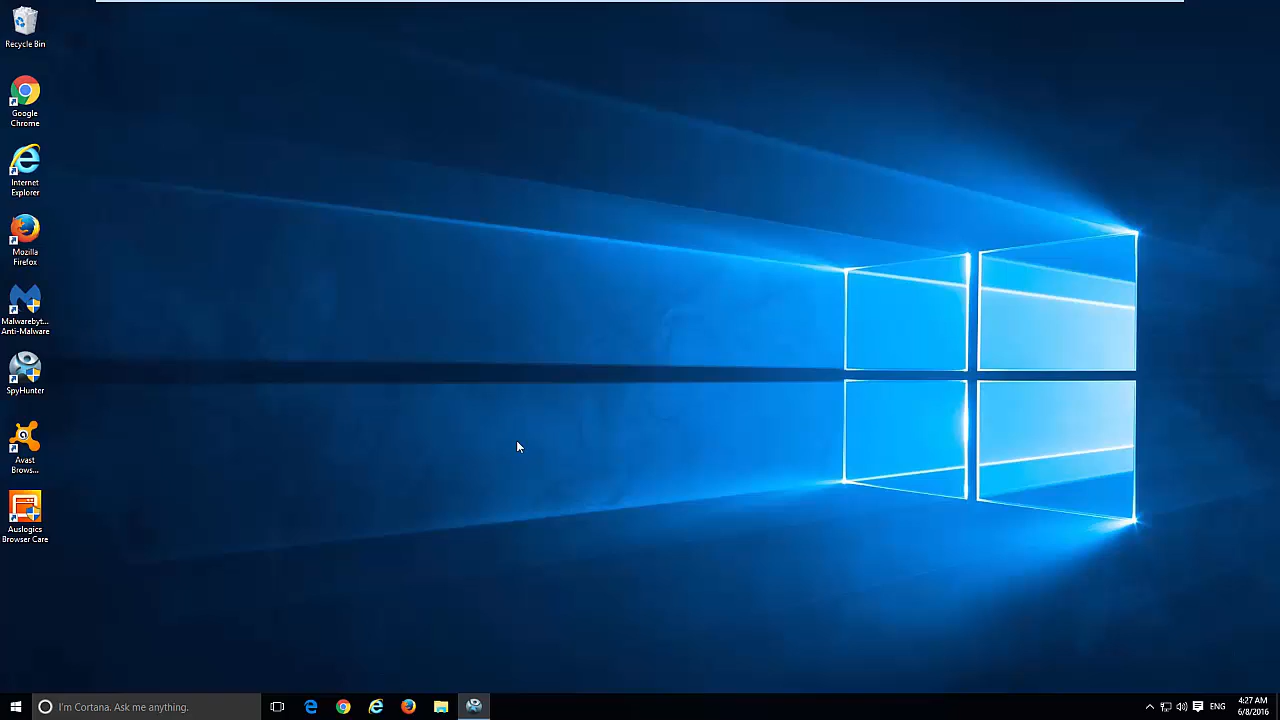 Recycle Bin
Google
Chrome
Internet
Explorer
Mozilla
Firefox
Malwarebyt...
Anti-Malware
SpyHunter
Avast
Brows...
Auslogics
Browser Care
I'm Cortana. Ask me anything.
ENG
4:27 AM
6/8/2016